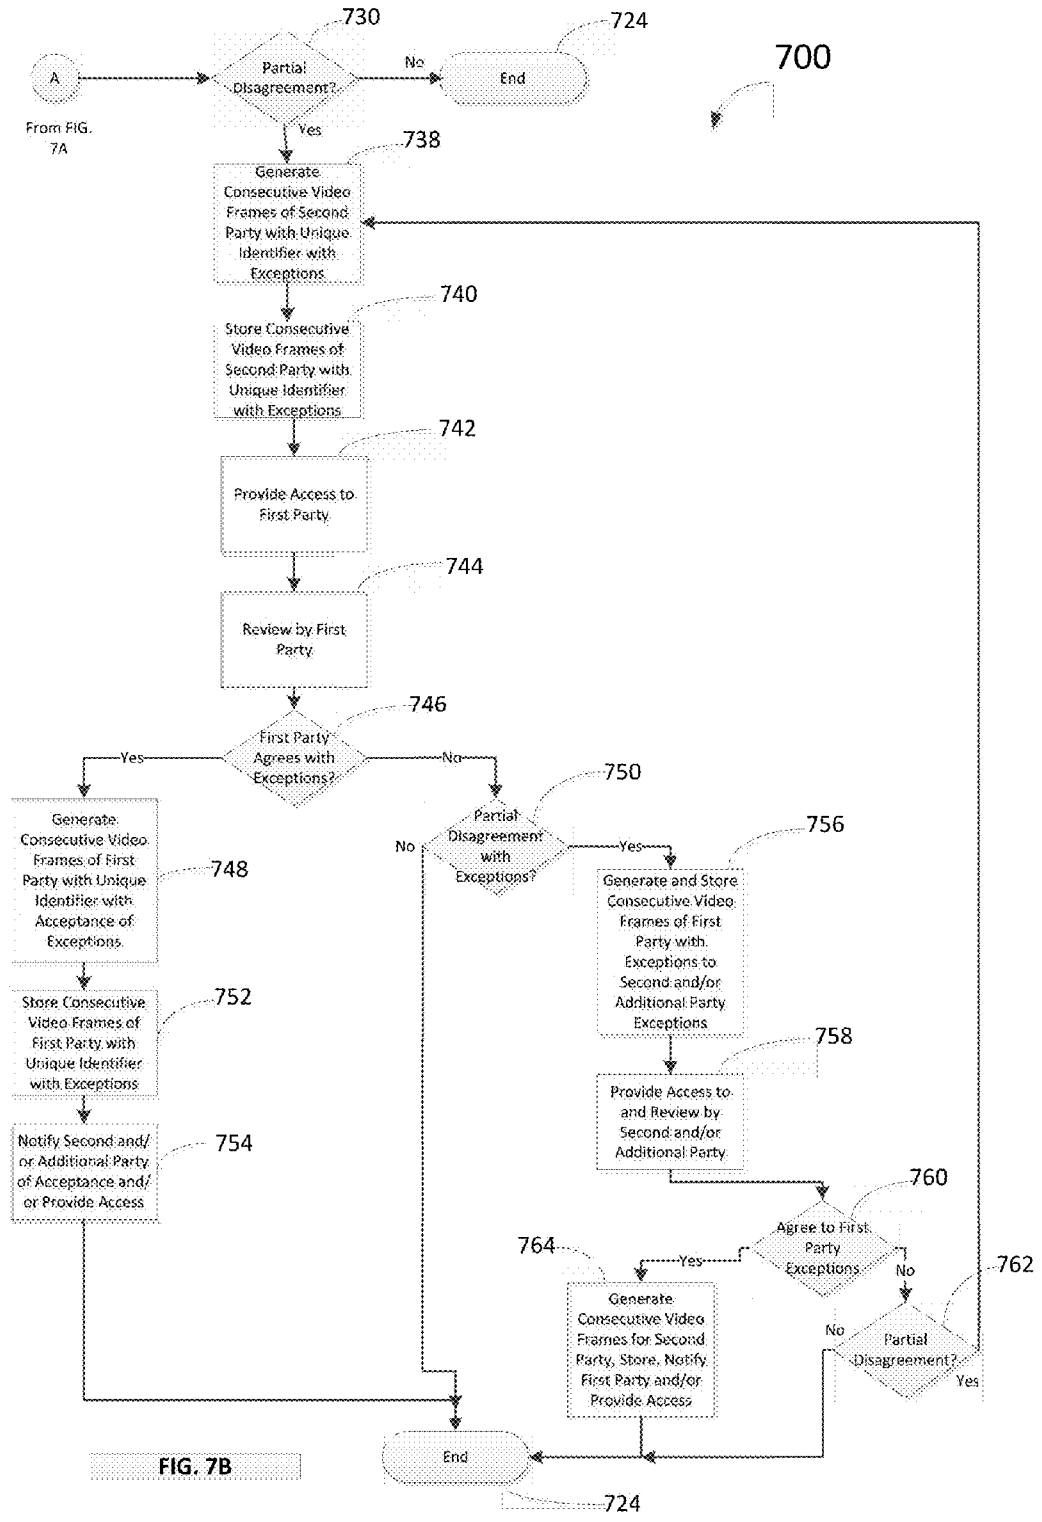 730
724
700
A
Partial
Disagreement?
No
End
From FIG.
7A
Yes
738
Generate
Consecutive Video
Frames of Second
Party with Unique
Identifier with
Exceptions
740
Store Consecutive
Video Frames of
Second Party with
Unique Identifier
with Exceptions
742
Provide Access to
First Party
744
Review by First
Party
746
First Party
Agrees with
Exceptions?
Yes
No
750
Partial
Disagreement
with
Exceptions?
No
Yes
756
Generate and Store
Consecutive Video
Frames of First
Party with
Exceptions to
Second and/or
Additional Party
Exceptions
Generate
Consecutive Video
Frames of First
Party with Unique
Identifier with
Acceptance of
Exceptions
748
752
Store Consecutive
Video Frames of
First Party with
Unique Identifier
with Exceptions
758
Provide Access to
and Review by
Second and/or
Additional Party
754
Notify Second and/
or Additional Party
of Acceptance and/
or Provide Access
760
Agree to First
Party
Exceptions
Yes
No
764
762
Generate
Consecutive Video
Frames for Second
Party, Store, Notify
First Party and/or
Provide Access
No
Partial
Disagreement?
Yes
End
FIG. 7B
724